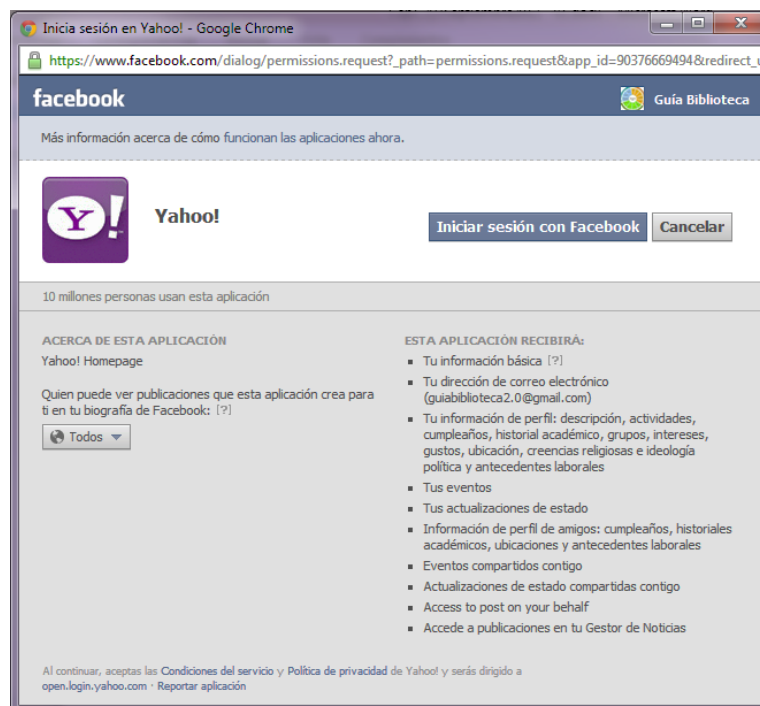 Inicia sesión en Yahoo! - Google Chrome
https://www.facebook.com/dialog/permissions.request?_path=permissions.request&app_id=90376669494&redirect_u
facebook
Guía Biblioteca
Más información acerca de cómo funcionan las aplicaciones ahora.
Y!
Yahoo!
Iniciar sesión con Facebook
Cancelar
10 millones personas usan esta aplicación
ACERCA DE ESTA APLICACIÓN
Yahoo! Homepage
Quien puede ver publicaciones que esta aplicación crea para
ti en tu biografía de Facebook: [?]
Todos
ESTA APLICACIÓN RECIBIRÁ:
Tu información básica [?]
Tu dirección de correo electrónico
(guiabiblioteca2.0@gmail.com)
Tu información de perfil: descripción, actividades,
cumpleaños, historial académico, grupos, intereses,
gustos, ubicación, creencias religiosas e ideología
política y antecedentes laborales
Tus eventos
Tus actualizaciones de estado
Información de perfil de amigos: cumpleaños, historiales
académicos, ubicaciones y antecedentes laborales
Eventos compartidos contigo
Actualizaciones de estado compartidas contigo
Access to post on your behalf
Accede a publicaciones en tu Gestor de Noticias
Al continuar, aceptas las Condiciones del servicio y Política de privacidad de Yahoo! y serás dirigido a
open.login.yahoo.com · Reportar aplicación